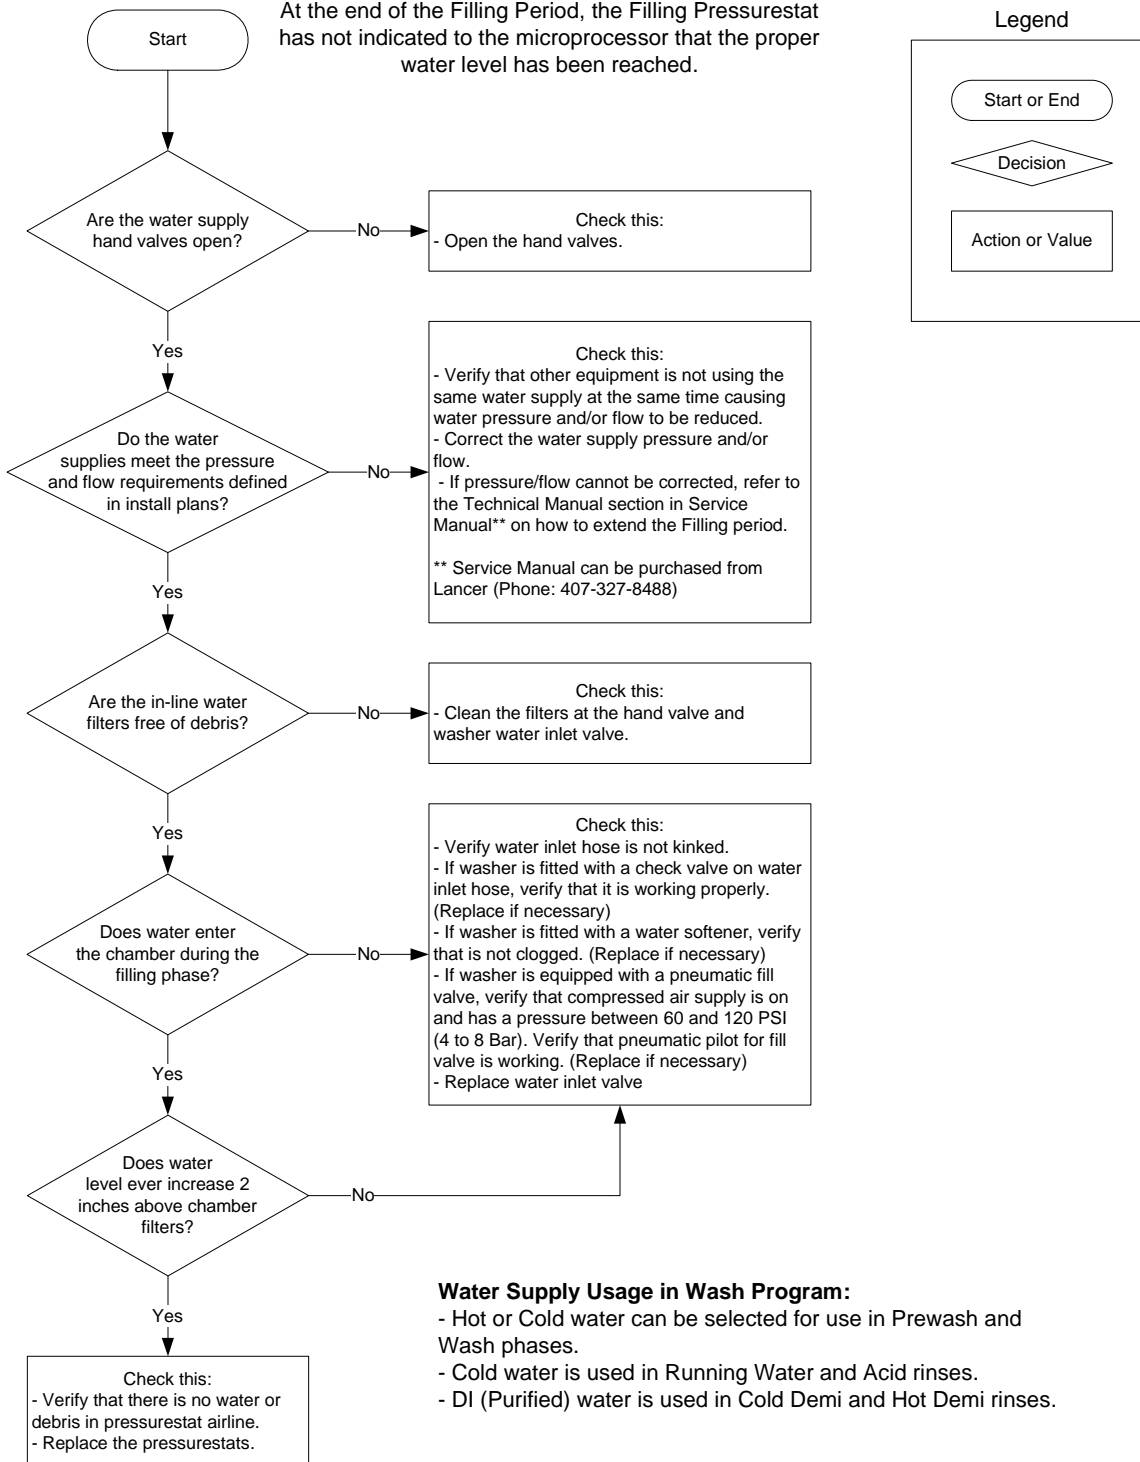 Start
At the end of the Filling Period, the Filling Pressurestat
has not indicated to the microprocessor that the proper
water level has been reached.
Legend
Start or End
Decision
Action or Value
Are the water supply
hand valves open?
No
Check this:
- Open the hand valves.
Yes
Do the water
supplies meet the pressure
and flow requirements defined
in install plans?
No
Check this:
- Verify that other equipment is not using the
same water supply at the same time causing
water pressure and/or flow to be reduced.
- Correct the water supply pressure and/or
flow.
- If pressure/flow cannot be corrected, refer to
the Technical Manual section in Service
Manual** on how to extend the Filling period.
** Service Manual can be purchased from
Lancer (Phone: 407-327-8488)
Yes
Are the in-line water
filters free of debris?
No
Check this:
- Clean the filters at the hand valve and
washer water inlet valve.
Yes
Does water enter
the chamber during the
filling phase?
No
Check this:
- Verify water inlet hose is not kinked.
- If washer is fitted with a check valve on water
inlet hose, verify that it is working properly.
(Replace if necessary)
- If washer is fitted with a water softener, verify
that is not clogged. (Replace if necessary)
- If washer is equipped with a pneumatic fill
valve, verify that compressed air supply is on
and has a pressure between 60 and 120 PSI
(4 to 8 Bar). Verify that pneumatic pilot for fill
valve is working. (Replace if necessary)
- Replace water inlet valve
Yes
Does water
level ever increase 2
inches above chamber
filters?
No
Yes
Check this:
- Verify that there is no water or
debris in pressurestat airline.
- Replace the pressurestats.
Water Supply Usage in Wash Program:
- Hot or Cold water can be selected for use in Prewash and
Wash phases.
- Cold water is used in Running Water and Acid rinses.
- DI (Purified) water is used in Cold Demi and Hot Demi rinses.